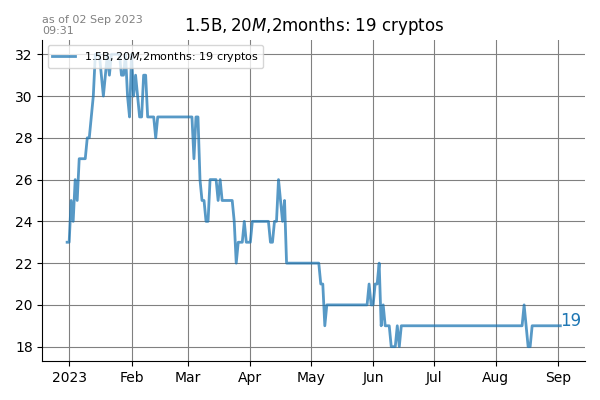 as of 02 Sep 2023
09:31
1.5B, 20M,2months: 19 cryptos
1.5B, 20M,2months: 19 cryptos
32
30
28
26
24
22
20
18
19
2023 Feb Mar Apr May Jun Jul Aug Sep